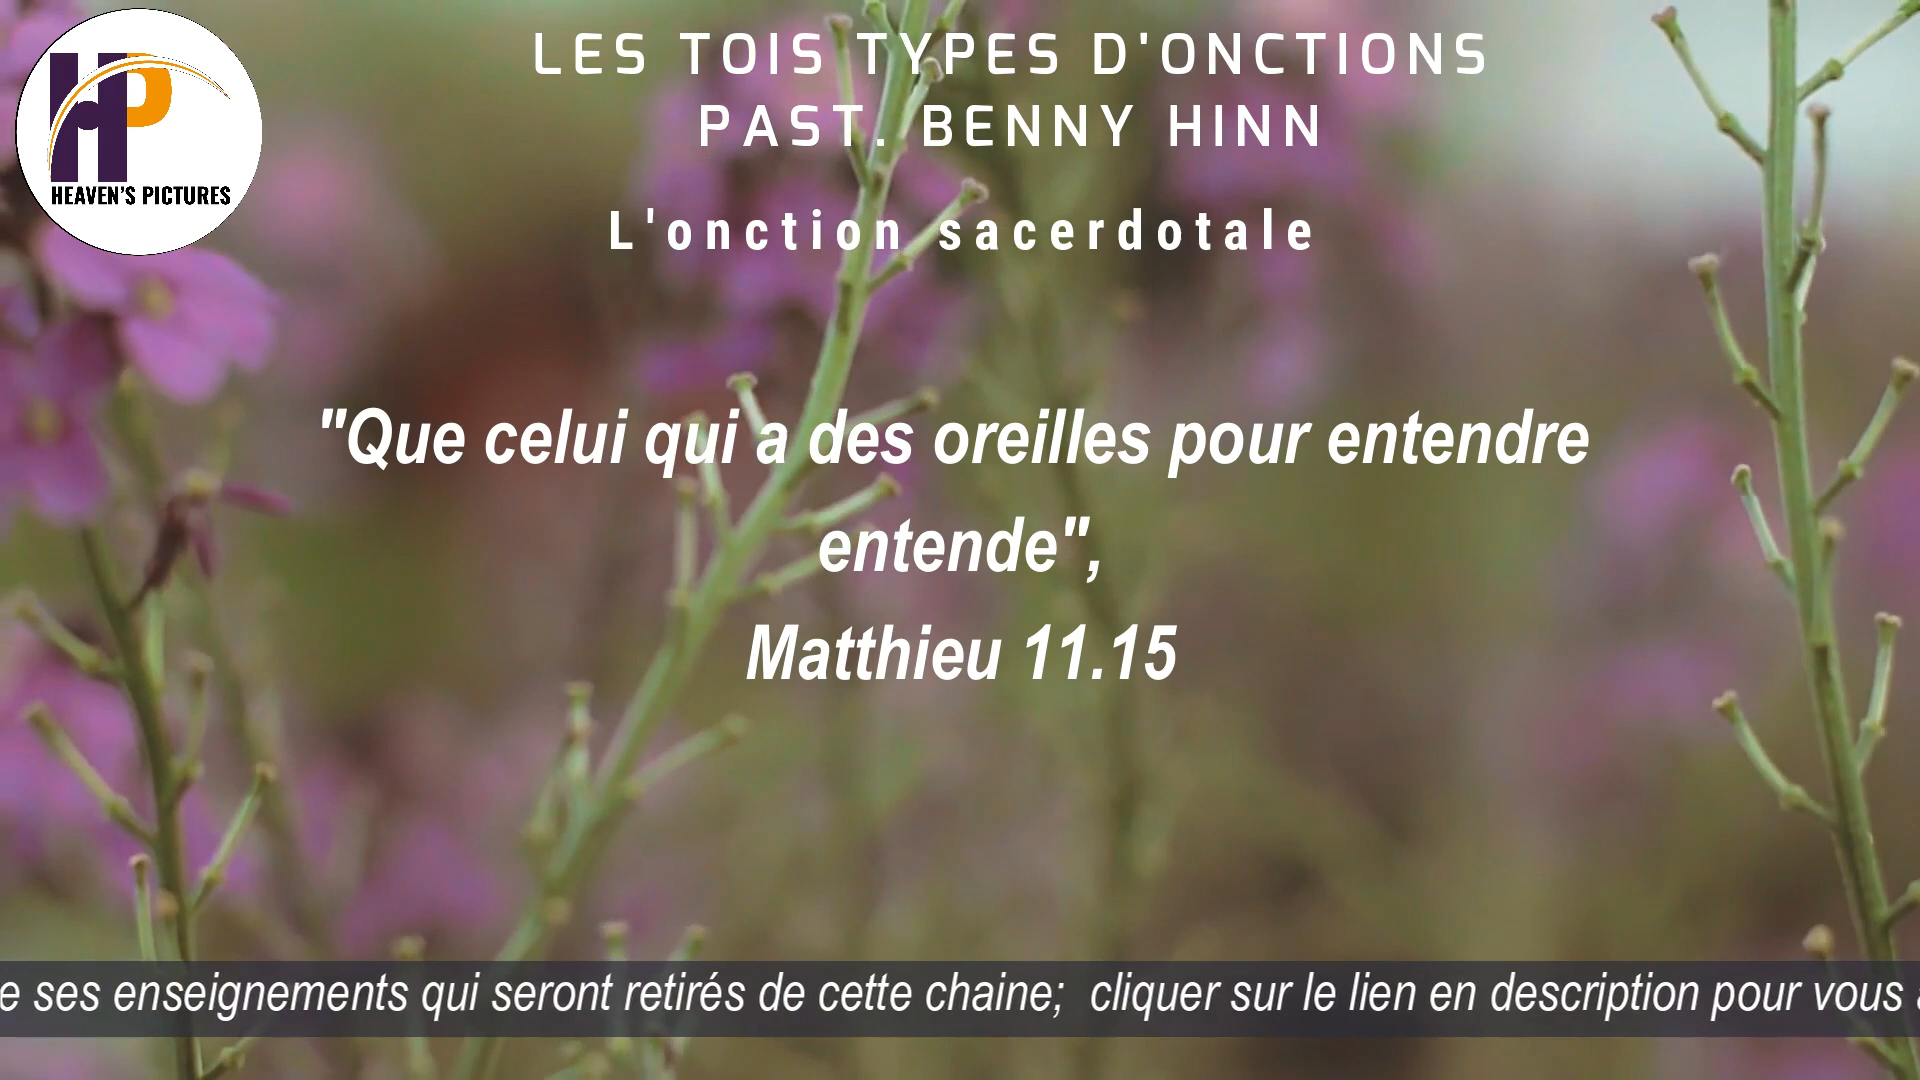 HP
HEAVEN'S PICTURES
LES TOIS TYPES D'ONCTIONS
PAST. BENNY HINN
L'onction sacerdotale
"Que celui qui a des oreilles pour entendre
entende",
Matthieu 11.15
e ses enseignements qui seront retirés de cette chaine; cliquer sur le lien en description pour vous